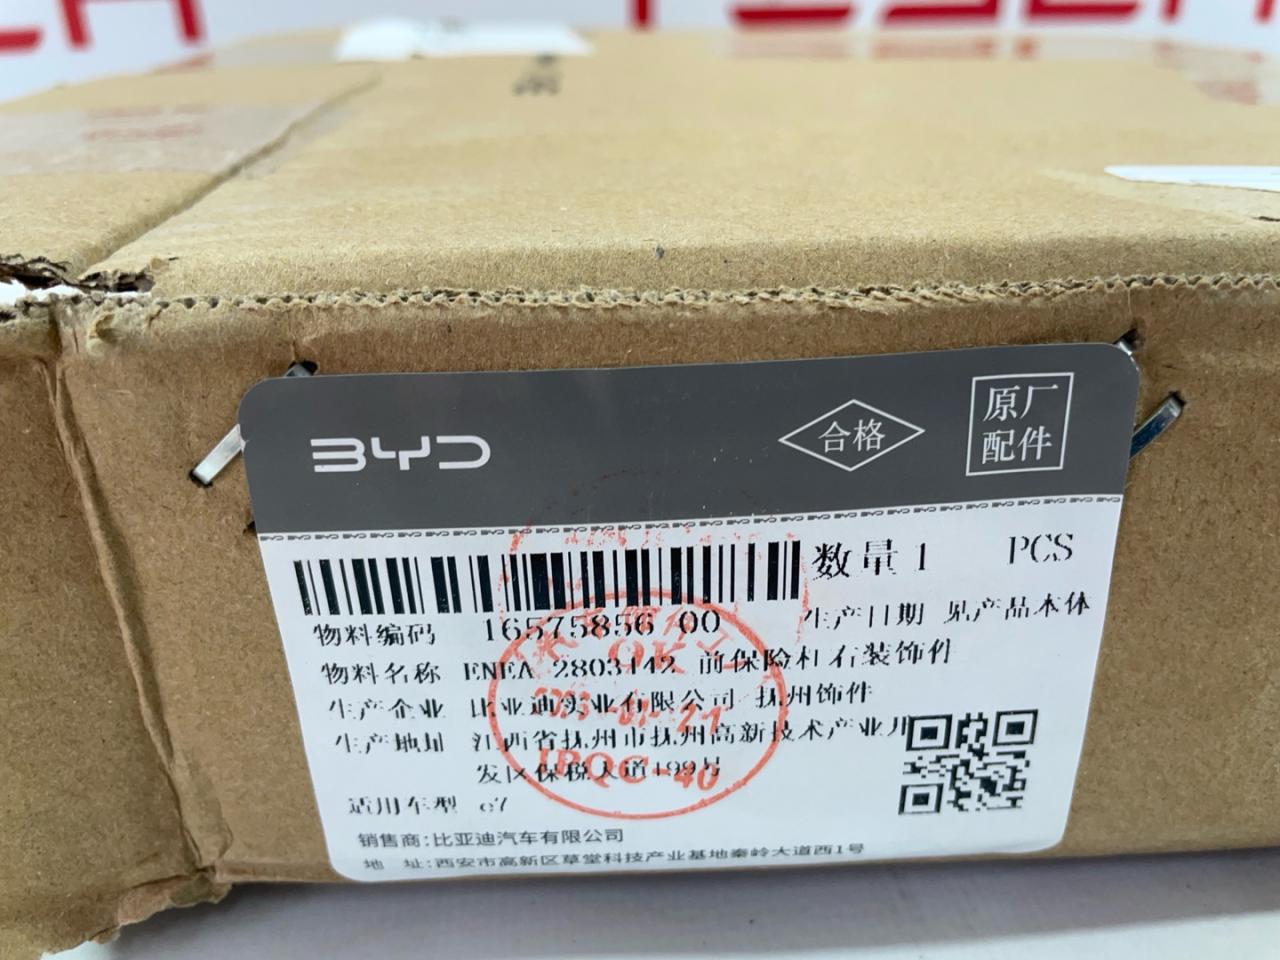 BYD
合格
原厂
配件
数量 1 PCS
物料编码 16575856-00
生产日期 见产品本体
物料名称 ENEA-2803142 前保险杠右装饰件
生产企业 比亚迪实业有限公司-抚州饰件
生产地址 江西省抚州市抚州高新技术产业开
发区保税大道199号
适用车型 e7
OK
IPQC-40
销售商:比亚迪汽车有限公司
地 址:西安市高新区草堂科技产业基地秦岭大道西1号